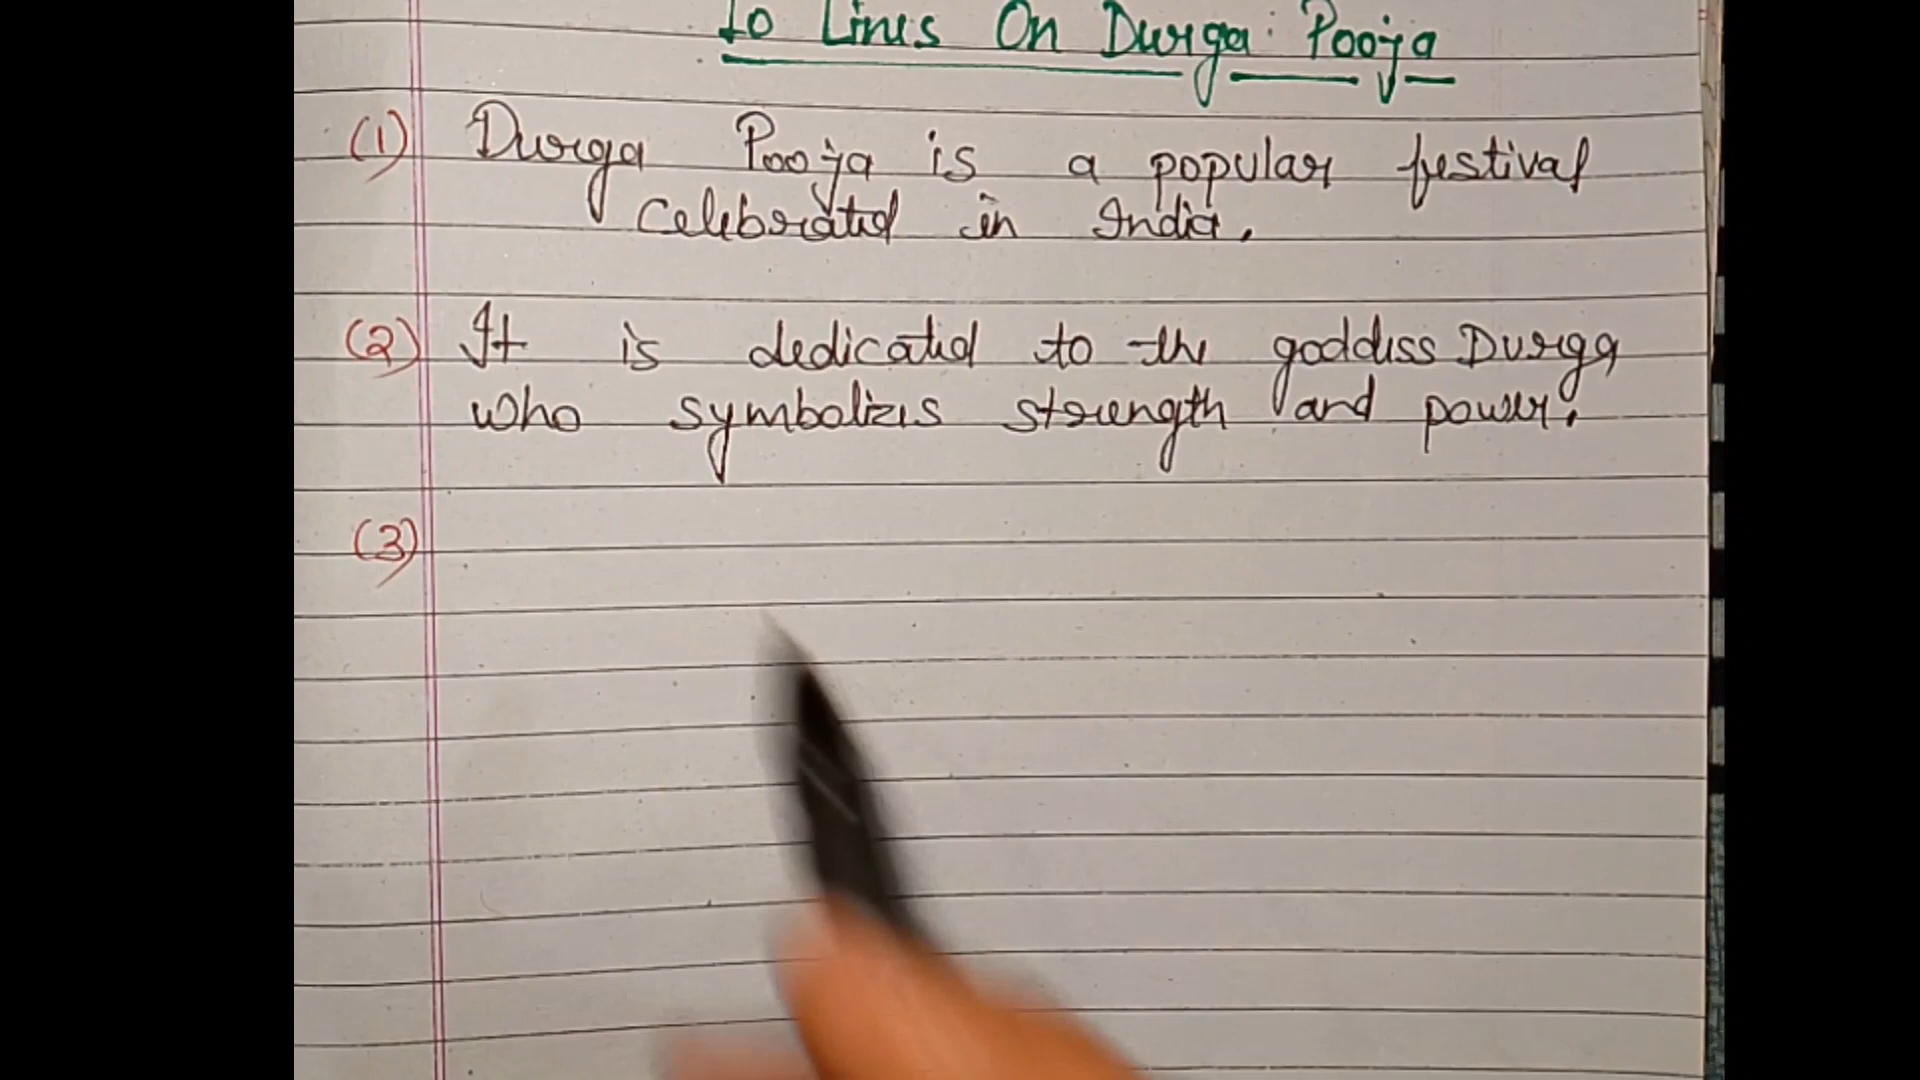 10 Lines On Durga Pooja
(1) Durga Pooja is a popular festival
celebrated in India.
(2) It is dedicated to the goddess Durga,
who symbolizes strength and power.
(3)